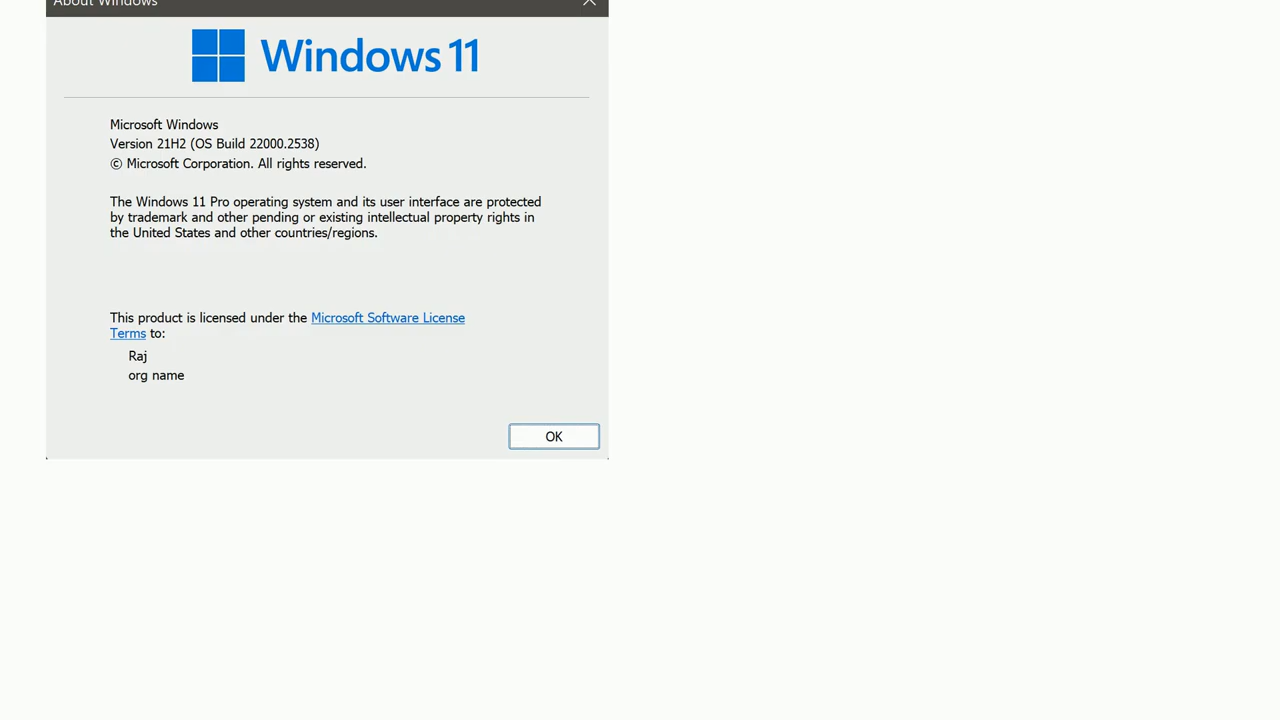 About Windows
Windows 11
Microsoft Windows
Version 21H2 (OS Build 22000.2538)
© Microsoft Corporation. All rights reserved.
The Windows 11 Pro operating system and its user interface are protected
by trademark and other pending or existing intellectual property rights in
the United States and other countries/regions.
This product is licensed under the Microsoft Software License
Terms to:
Raj
org name
OK